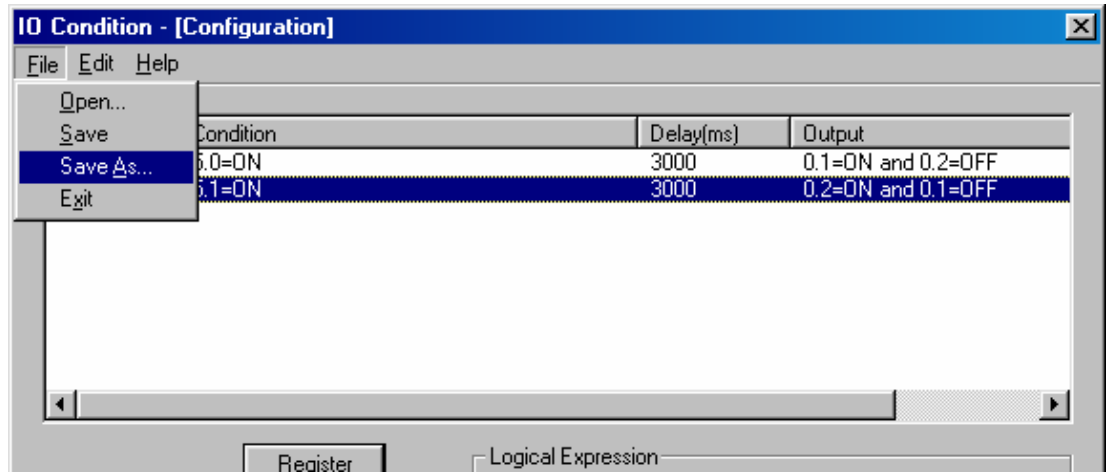 IO Condition - [Configuration]
File Edit Help
Open...
Save
Save As...
Exit
Condition Delay(ms) Output
5.0=ON 3000 0.1=ON and 0.2=OFF
5.1=ON 3000 0.2=ON and 0.1=OFF
Register
Logical Expression